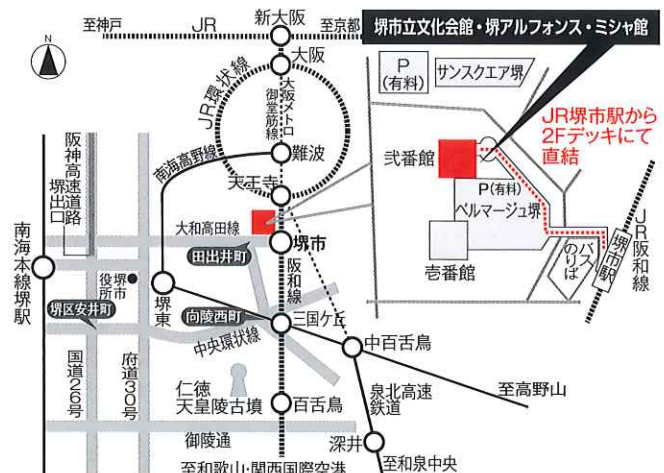 N
至神戸
JR
新大阪
至京都
大阪
JR環状線
大阪メトロ
御堂筋線
難波
南海高野線
天王寺
阪神高速道路
堺出口
大和高田線
田出井町
堺市
南海本線堺駅
堺市
役所
堺区安井町
堺東
向陵西町
阪和線
三国ケ丘
中央環状線
中百舌鳥
国道26号
府道30号
仁徳
天皇陵古墳
百舌鳥
泉北高速
鉄道
至高野山
御陵通
深井
至和歌山・関西国際空港
至和泉中央
堺市立文化会館・堺アルフォンス・ミシャ館
P
(有料)
サンスクエア堺
JR堺市駅から
2Fデッキにて
直結
弐番館
P(有料)
ベルマージュ堺
壱番館
バス
のりば
堺市駅
JR阪和線